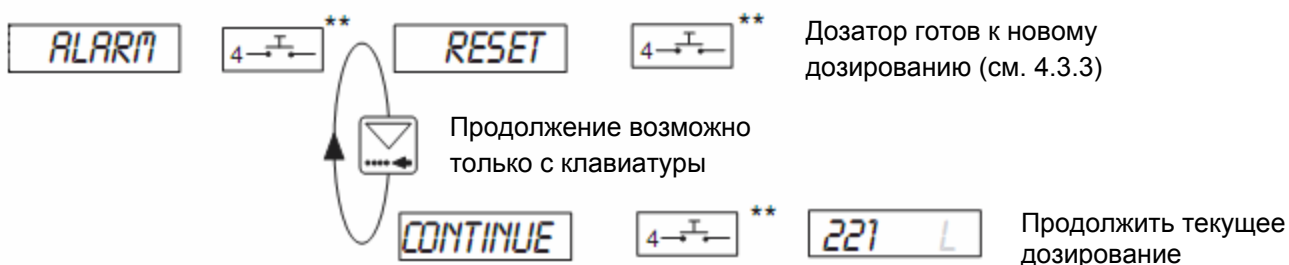 ALARM 4 ** RESET 4 ** Дозатор готов к новому
дозированию (см. 4.3.3)
Продолжение возможно
только с клавиатуры
CONTINUE 4 ** 221 L Продолжить текущее
дозирование